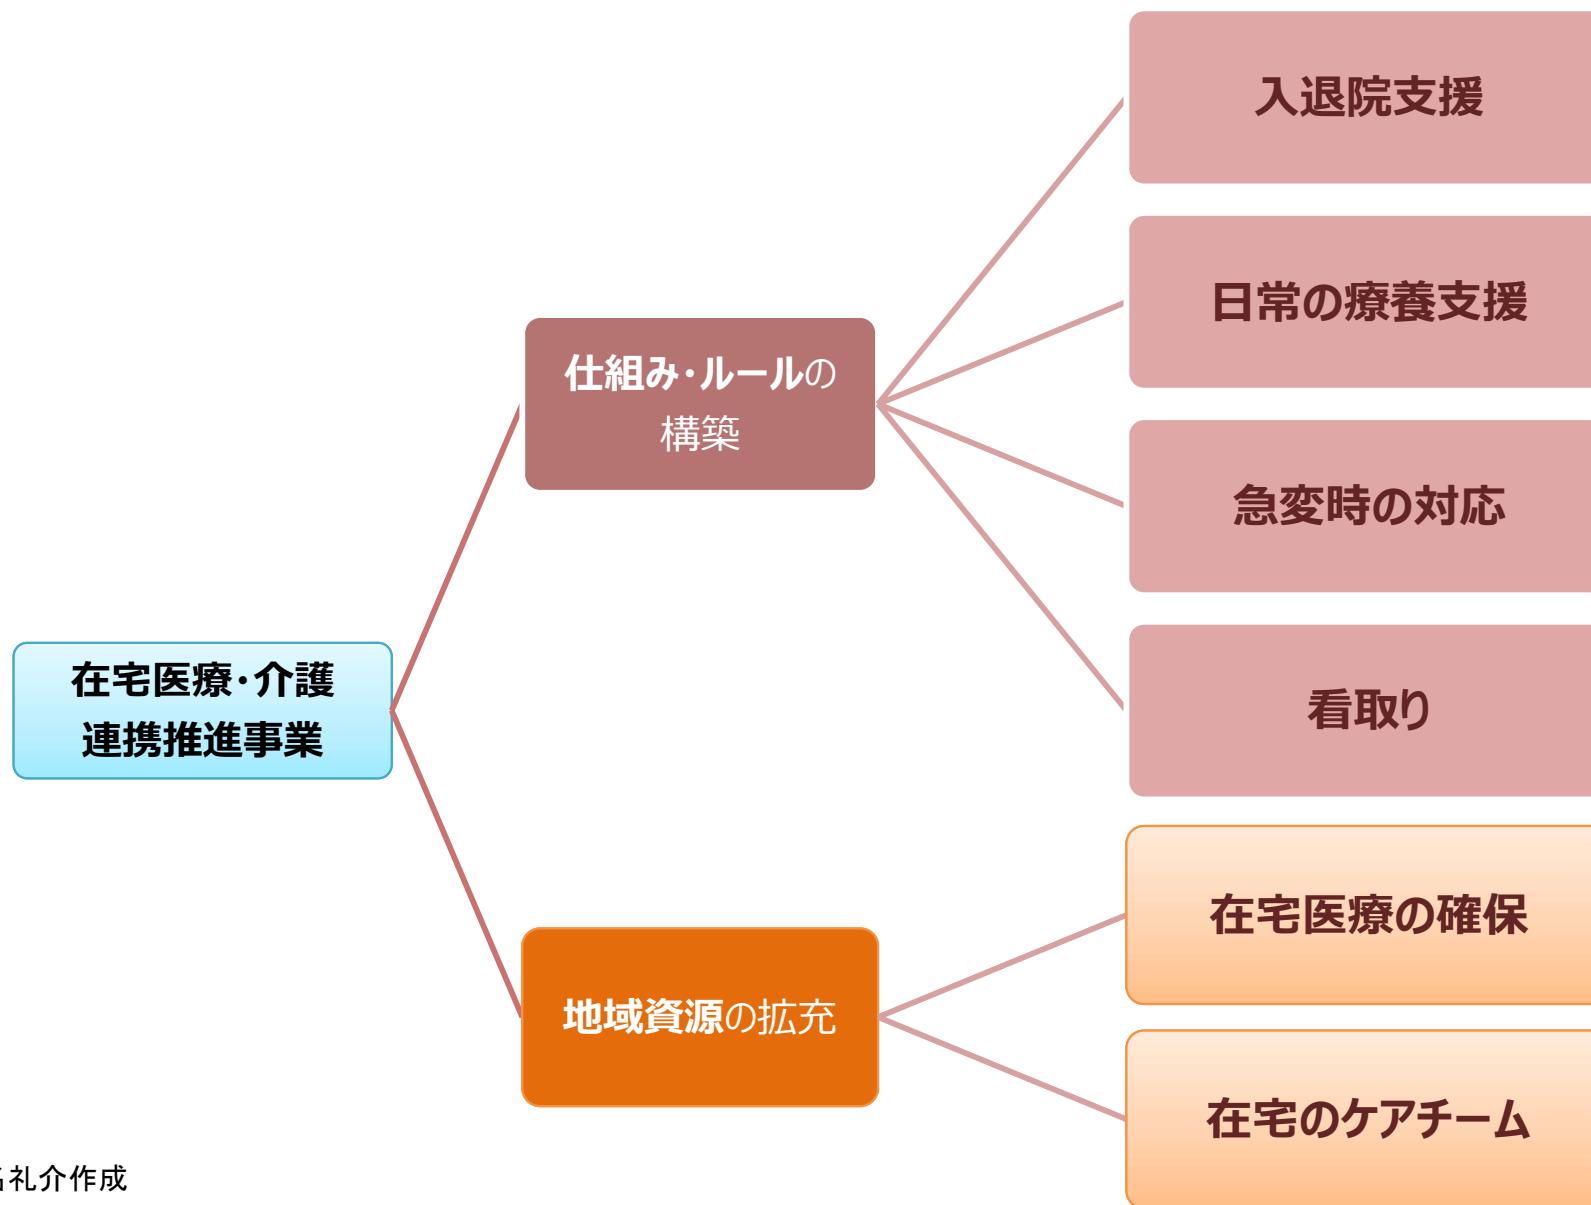 入退院支援
日常の療養支援
仕組み・ルールの
構築
急変時の対応
在宅医療・介護
連携推進事業
看取り
在宅医療の確保
地域資源の拡充
在宅のケアチーム
礼介作成